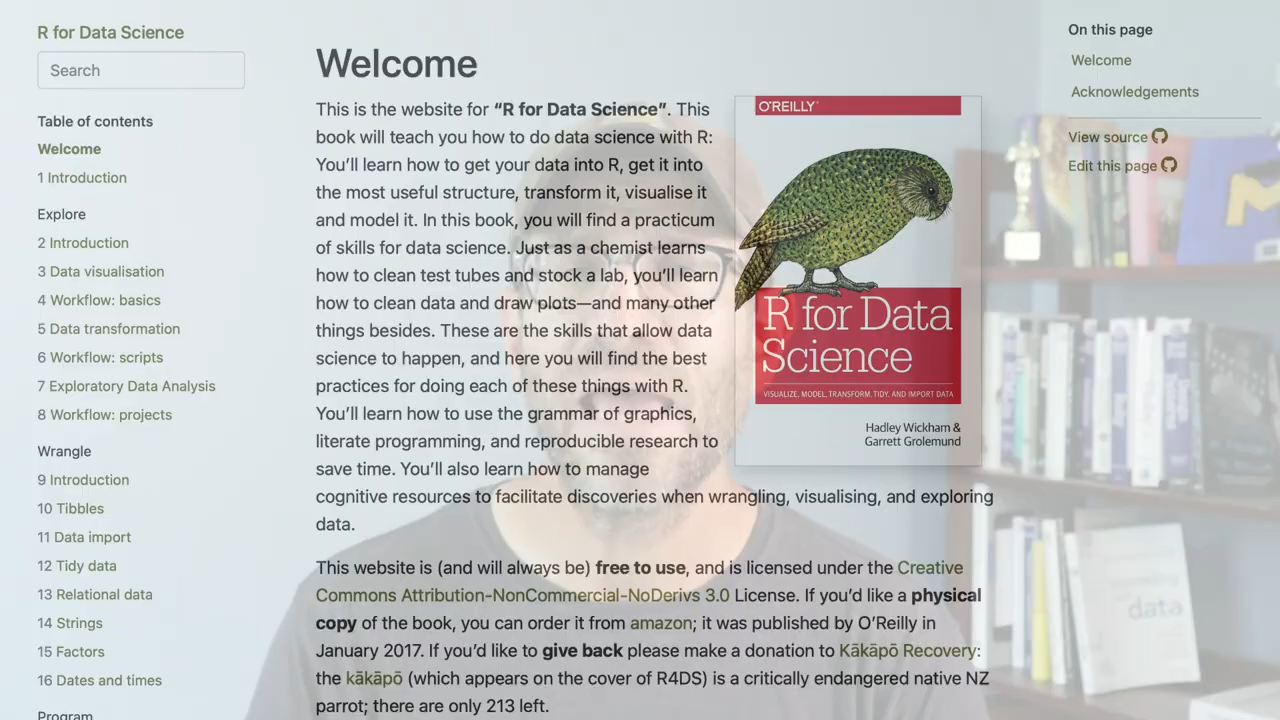 R for Data Science
Search
Table of contents
Welcome
1 Introduction
Explore
2 Introduction
3 Data visualisation
4 Workflow: basics
5 Data transformation
6 Workflow: scripts
7 Exploratory Data Analysis
8 Workflow: projects
Wrangle
9 Introduction
10 Tibbles
11 Data import
12 Tidy data
13 Relational data
14 Strings
15 Factors
16 Dates and times
Program
Welcome
This is the website for “R for Data Science”. This
book will teach you how to do data science with R:
You’ll learn how to get your data into R, get it into
the most useful structure, transform it, visualise it
and model it. In this book, you will find a practicum
of skills for data science. Just as a chemist learns
how to clean test tubes and stock a lab, you’ll learn
how to clean data and draw plots—and many other
things besides. These are the skills that allow data
science to happen, and here you will find the best
practices for doing each of these things with R.
You’ll learn how to use the grammar of graphics,
literate programming, and reproducible research to
save time. You’ll also learn how to manage
cognitive resources to facilitate discoveries when wrangling, visualising, and exploring
data.
This website is (and will always be) free to use, and is licensed under the Creative
Commons Attribution-NonCommercial-NoDerivs 3.0 License. If you’d like a physical
copy of the book, you can order it from amazon; it was published by O’Reilly in
January 2017. If you’d like to give back please make a donation to Kākāpō Recovery:
the kākāpō (which appears on the cover of R4DS) is a critically endangered native NZ
parrot; there are only 213 left.
O'REILLY
R for Data
Science
VISUALIZE, MODEL, TRANSFORM, TIDY, AND IMPORT DATA
Hadley Wickham &
Garrett Grolemund
On this page
Welcome
Acknowledgements
View source
Edit this page
data